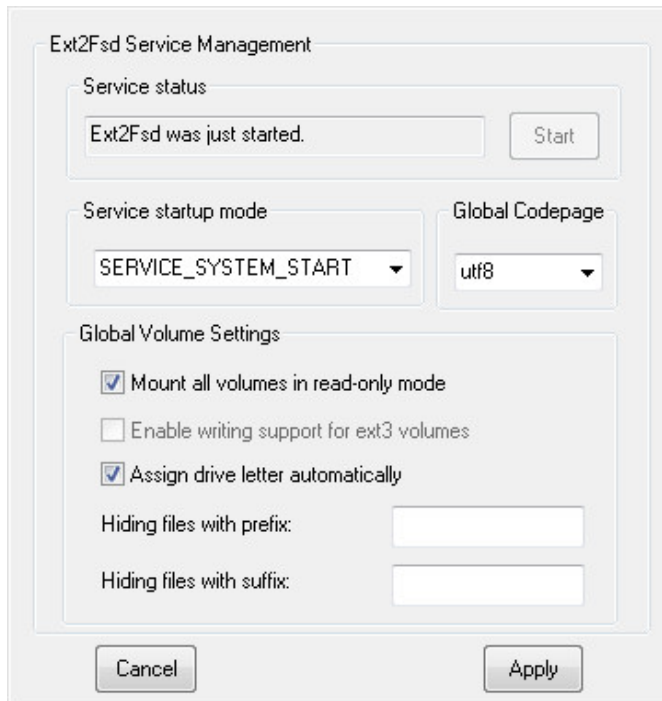 Ext2Fsd Service Management
Service status
Ext2Fsd was just started.
Start
Service startup mode
Global Codepage
SERVICE_SYSTEM_START
utf8
Global Volume Settings
Mount all volumes in read-only mode
Enable writing support for ext3 volumes
Assign drive letter automatically
Hiding files with prefix:
Hiding files with suffix:
Cancel
Apply